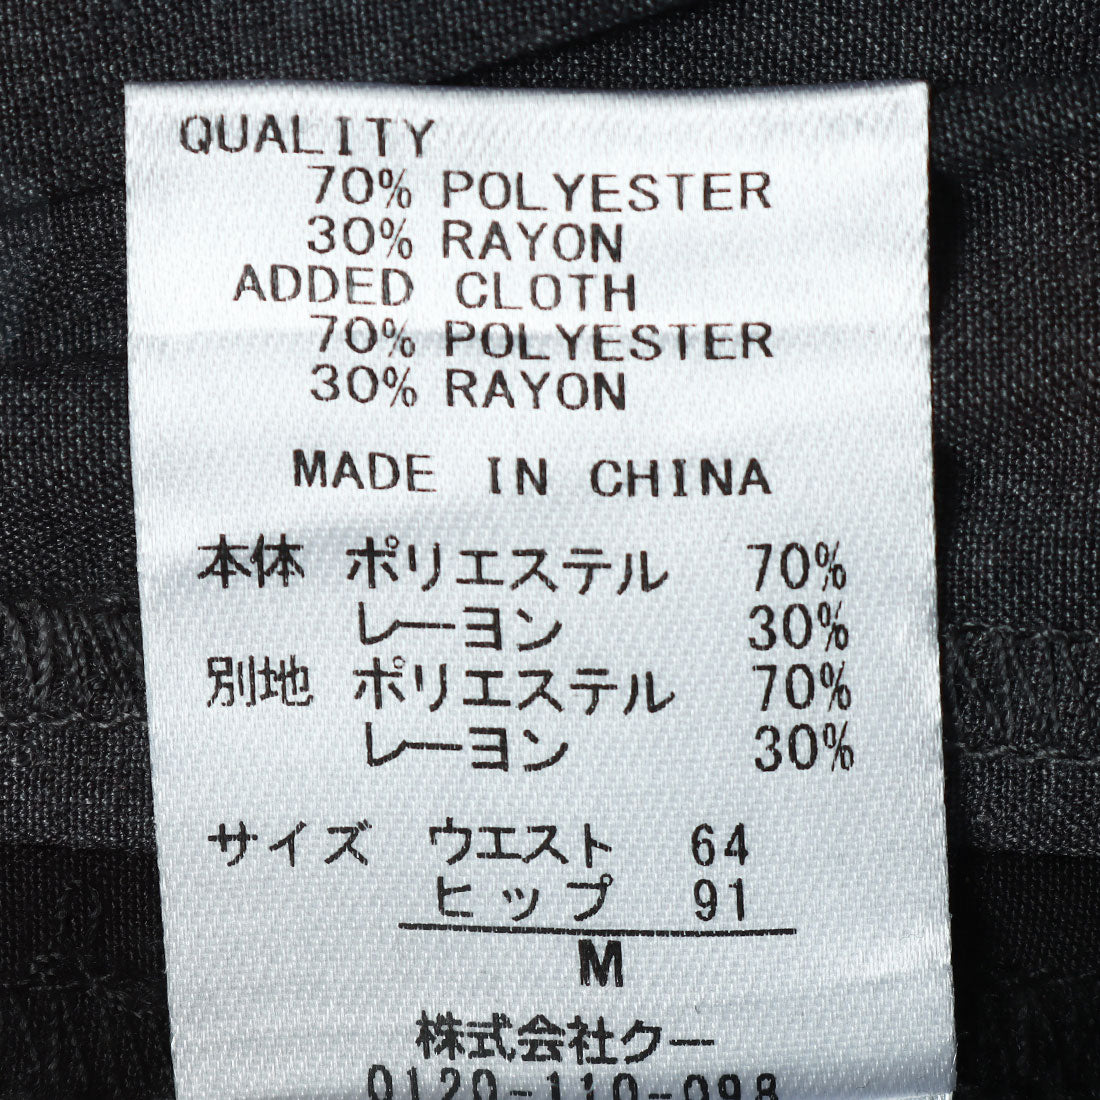 QUALITY
70% POLYESTER
30% RAYON
ADDED CLOTH
70% POLYESTER
30% RAYON
MADE IN CHINA
本体 ポリエステル 70%
レーヨン 30%
別地 ポリエステル 70%
レーヨン 30%
サイズ ウエスト 64
ヒップ 91
M
株式会社クー
0120-110-098